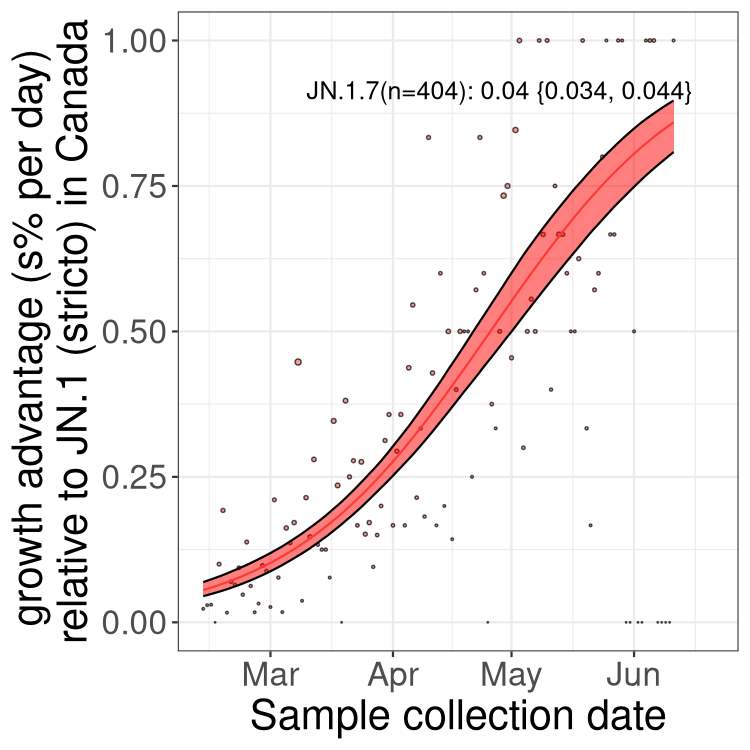 growth advantage (s% per day)
relative to JN.1 (stricto) in Canada
1.00
0.75
0.50
0.25
0.00
JN.1.7(n=404): 0.04 {0.034, 0.044}
Mar Apr May Jun
Sample collection date